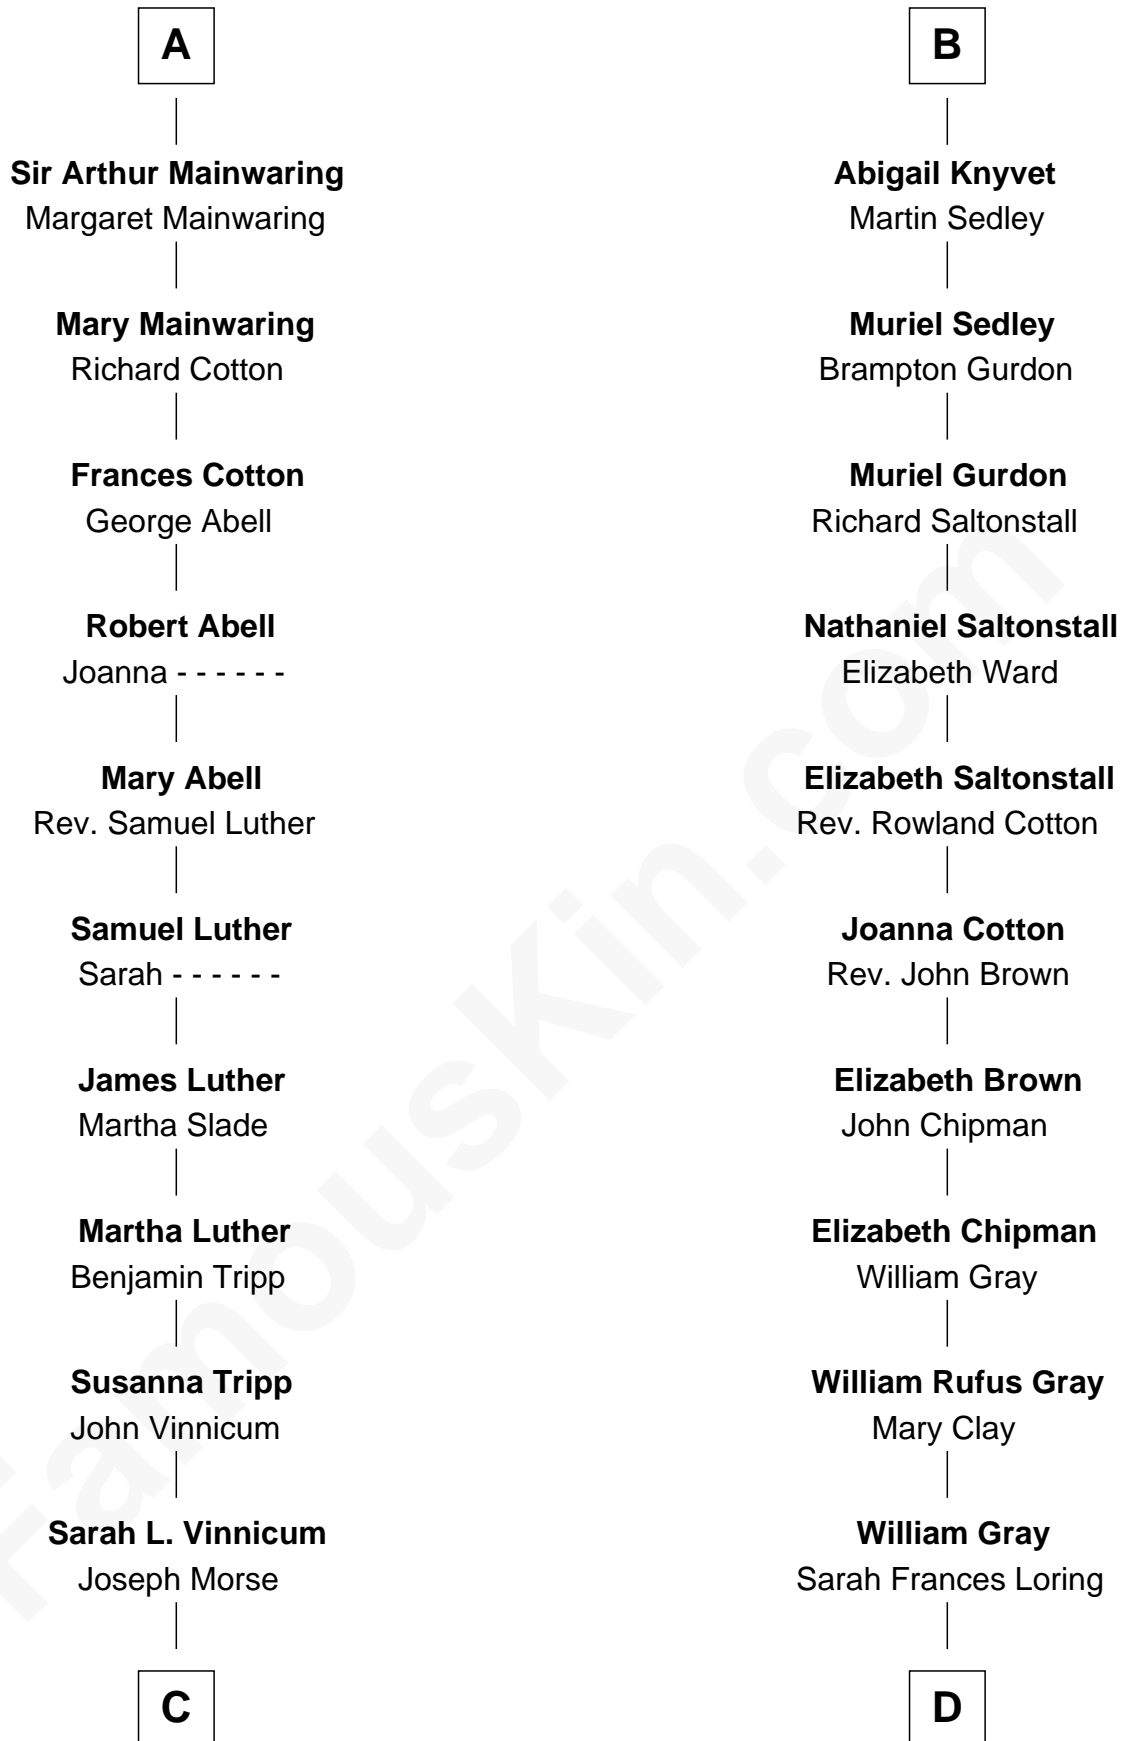 A
Sir Arthur Mainwaring
Margaret Mainwaring
Mary Mainwaring
Richard Cotton
Frances Cotton
George Abell
Robert Abell
Joanna - - - - - -
Mary Abell
Rev. Samuel Luther
Samuel Luther
Sarah - - - - - -
James Luther
Martha Slade
Martha Luther
Benjamin Tripp
Susanna Tripp
John Vinnicum
Sarah L. Vinnicum
Joseph Morse
C
B
Abigail Knyvet
Martin Sedley
Muriel Sedley
Brampton Gurdon
Muriel Gurdon
Richard Saltonstall
Nathaniel Saltonstall
Elizabeth Ward
Elizabeth Saltonstall
Rev. Rowland Cotton
Joanna Cotton
Rev. John Brown
Elizabeth Brown
John Chipman
Elizabeth Chipman
William Gray
William Rufus Gray
Mary Clay
William Gray
Sarah Frances Loring
D
FamousKin.com